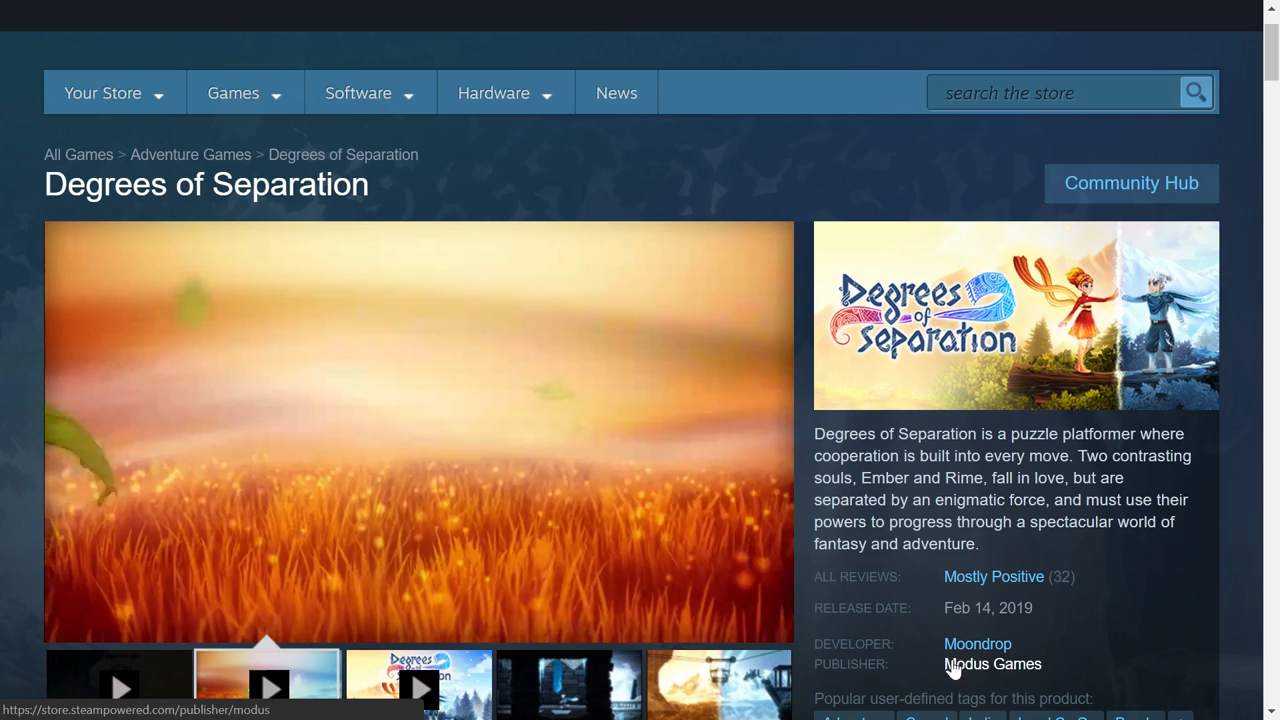 Your Store
Games
Software
Hardware
News
search the store
All Games > Adventure Games > Degrees of Separation
Degrees of Separation
Community Hub
Degrees
of
Separation
Degrees of Separation is a puzzle platformer where
cooperation is built into every move. Two contrasting
souls, Ember and Rime, fall in love, but are
separated by an enigmatic force, and must use their
powers to progress through a spectacular world of
fantasy and adventure.
ALL REVIEWS: Mostly Positive (32)
RELEASE DATE: Feb 14, 2019
DEVELOPER: Moondrop
PUBLISHER: Modus Games
Popular user-defined tags for this product:
Degrees
of
https://store.steampowered.com/publisher/modus